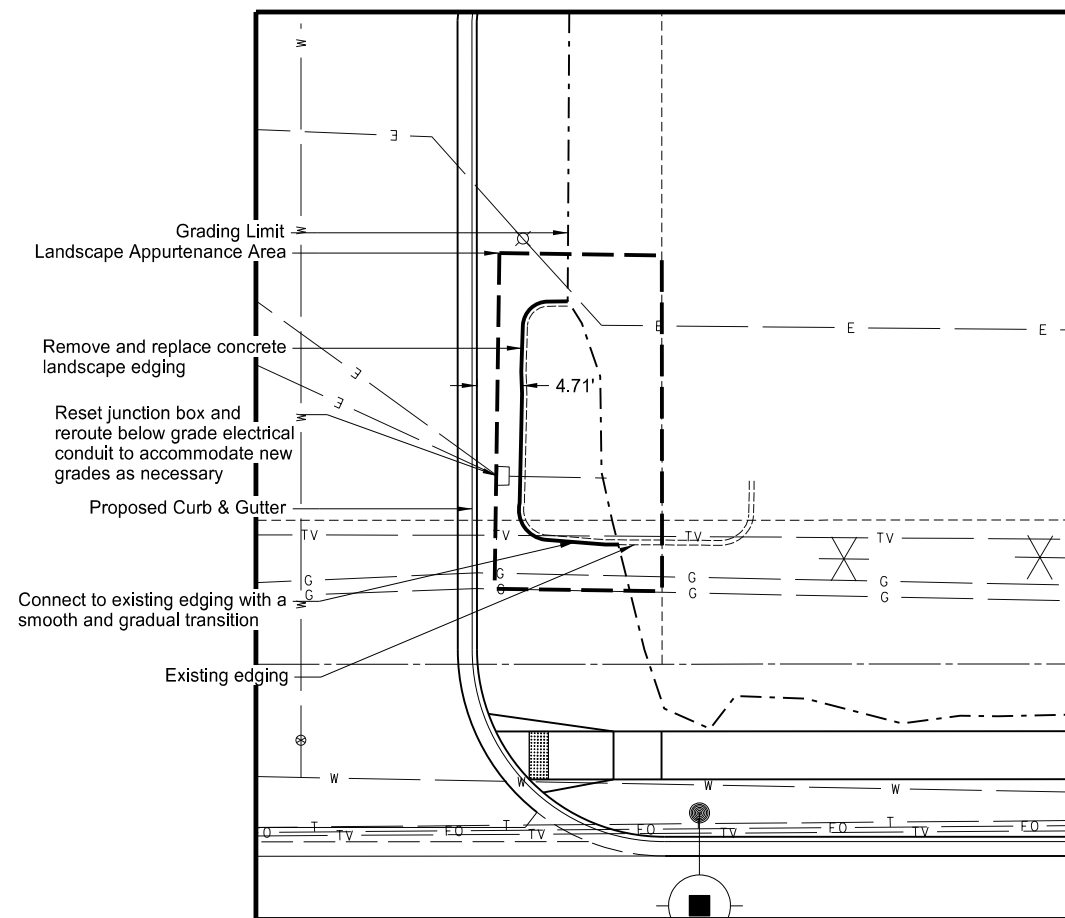 W
E
Grading Limit
W
Landscape Appurtenance Area
E
E
E
Remove and replace concrete
landscape edging
E
4.71'
E
Reset junction box and
reroute below grade electrical
conduit to accommodate new
grades as necessary
W
Proposed Curb & Gutter
TV
TV
TV
TV
G
G
G
G
G
G
G
G
Connect to existing edging with a
smooth and gradual transition
W
Existing edging
W
W
W
W
FO
T
TV
FO
T
TV
FO
TV
FO
T
TV
FO